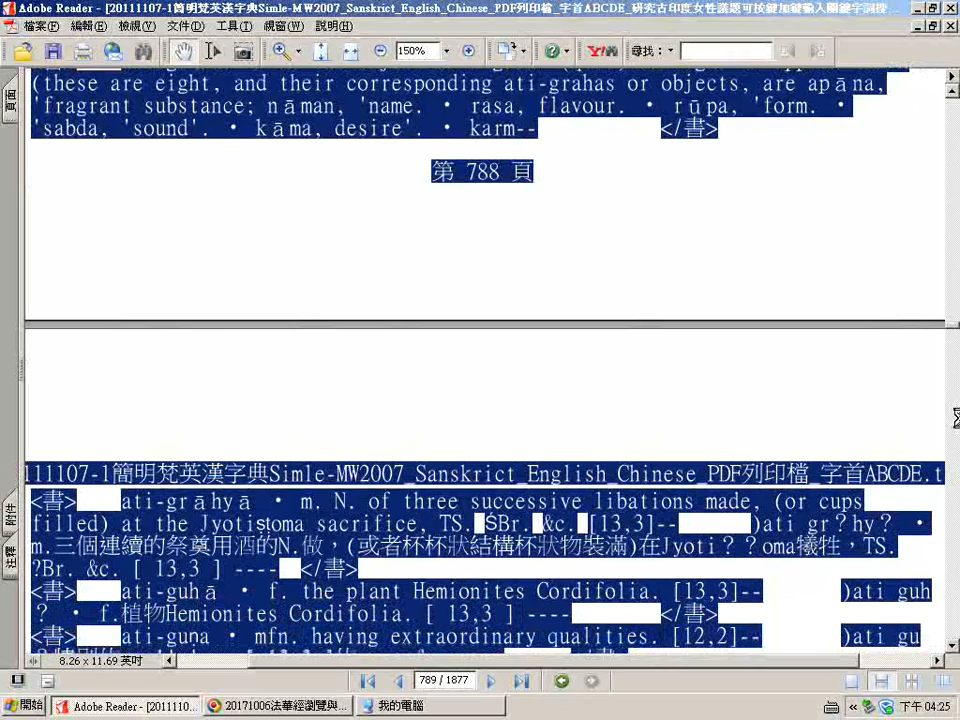 Adobe Reader - [20111107-1簡明梵英漢字典Simle-MW2007_Sanskrict_English_Chinese_PDF列印檔_字首ABCDE_研究古印度女性議題可按鍵加鍵輸入關鍵字詞搜
檔案(F) 編輯(E) 檢視(V) 文件(D) 工具(T) 視窗(W) 說明(H)
150% Y! 尋找：
頁面
(these are eight, and their corresponding ati-grahas or objects, are apāna,
'fragrant substance; nāman, 'name. • rasa, flavour. • rūpa, 'form. •
'sabda, 'sound'. • kāma, desire'. • karm-- </書>
第 788 頁
111107-1簡明梵英漢字典Simle-MW2007_Sanskrict_English_Chinese_PDF列印檔_字首ABCDE.t
<書> ati-grāhyā • m. N. of three successive libations made, (or cups
filled) at the Jyotiṣṭoma sacrifice, TS. ŚBr. &c. [13,3]-- )ati gr?hy? •
m.三個連續的祭奠用酒的N.做，(或者杯杯狀結構杯狀物裝滿)在Jyoti？？oma犧牲，TS.
?Br. &c. [ 13,3 ] ---- </書>
<書> ati-guhā • f. the plant Hemionites Cordifolia. [13,3]-- )ati guh
？ • f.植物Hemionites Cordifolia. [ 13,3 ] ---- </書>
<書> ati-guṇa • mfn. having extraordinary qualities. [12,2]-- )ati gu
附件
注釋
8.26 x 11.69 英吋
789 / 1877
開始 Adobe Reader - [2011110... 20171006法華經瀏覽與... 我的電腦 下午 04:25